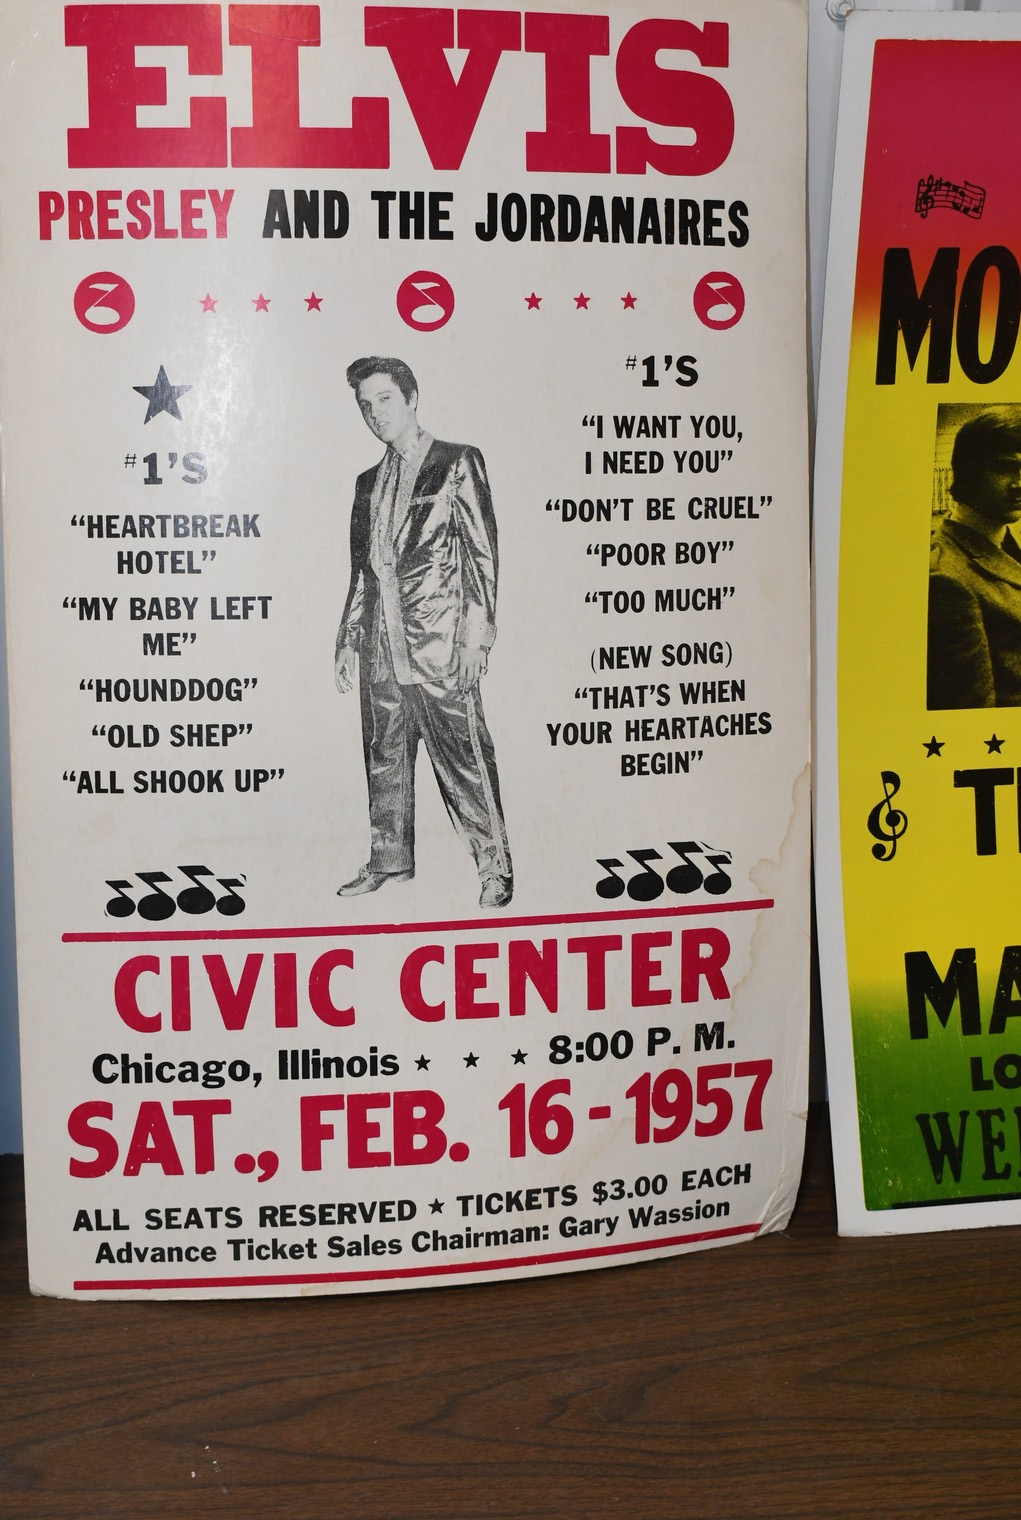 ELVIS
PRESLEY AND THE JORDANAIRES
#1'S
"HEARTBREAK
HOTEL"
"MY BABY LEFT
ME"
"HOUNDDOG"
"OLD SHEP"
"ALL SHOOK UP"
#1'S
"I WANT YOU,
I NEED YOU"
"DON'T BE CRUEL"
"POOR BOY"
"TOO MUCH"
(NEW SONG)
"THAT'S WHEN
YOUR HEARTACHES
BEGIN"
CIVIC CENTER
Chicago, Illinois ★ ★ ★ 8:00 P. M.
SAT., FEB. 16 - 1957
ALL SEATS RESERVED ★ TICKETS $3.00 EACH
Advance Ticket Sales Chairman: Gary Wassion
MO
MA
LO